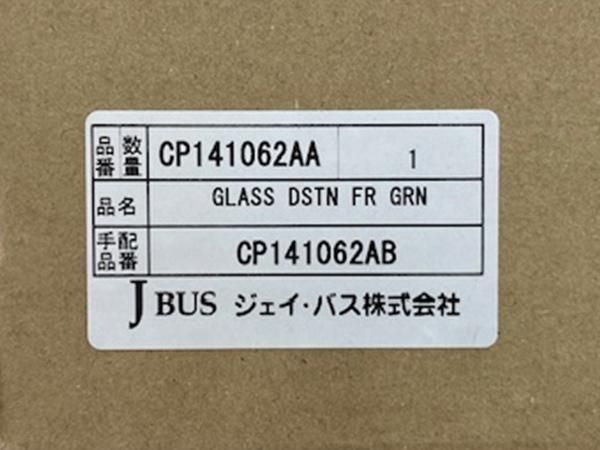 品番 数量 CP141062AA 1
品名 GLASS DSTN FR GRN
手配品番 CP141062AB
J BUS ジェイ・バス株式会社